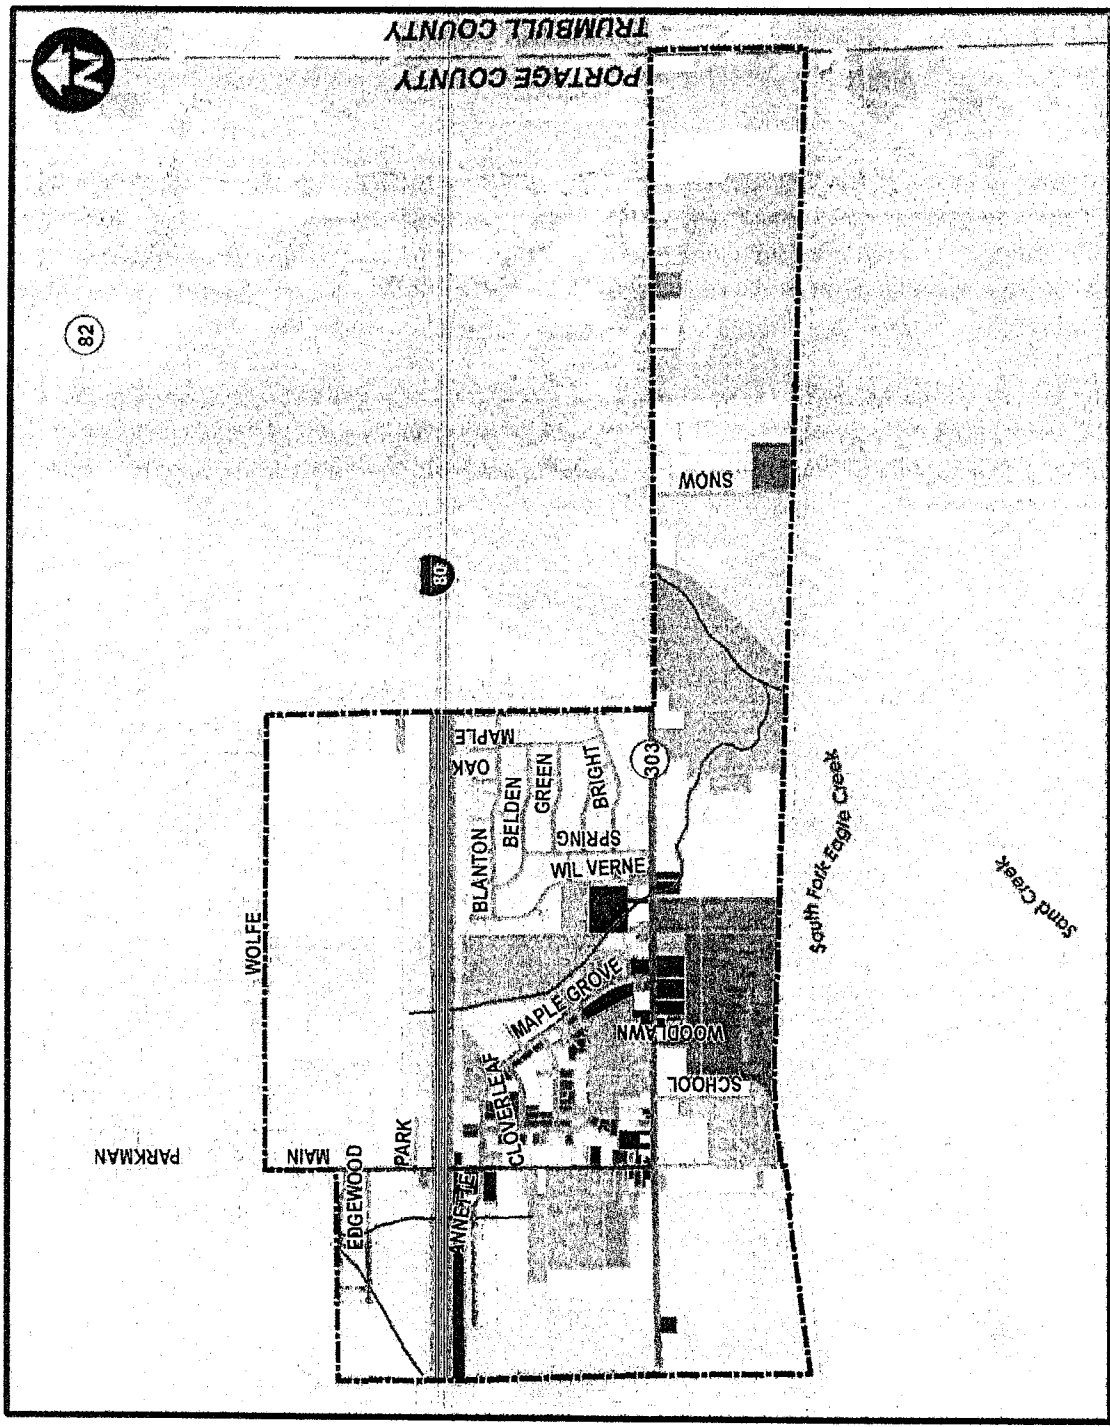 N
TRUMBULL COUNTY
PORTAGE COUNTY
82
SNOW
80
MAPLE
OAK
303
BELDEN
GREEN
BRIGHT
BLANTON
SPRING
WIL VERNE
South Fork Eagle Creek
Sand Creek
WOLFE
MAPLE GROVE
WOODLAWN
CLOVERLEAF
SCHOOL
PARKMAN
MAIN
PARK
EDGEWOOD
ANNETTE